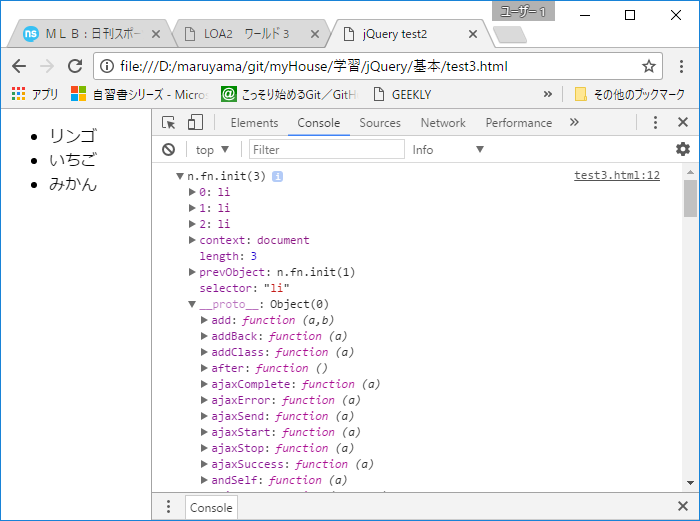 ユーザー 1
ns MLB：日刊スポー
LOA2 ワールド３
jQuery test2
file:///D:/maruyama/git/myHouse/学習/jQuery/基本/test3.html
アプリ
自習書シリーズ - Micros
こっそり始めるGit／GitH
GEEKLY
»
その他のブックマーク
リンゴ
いちご
みかん
Elements Console Sources Network Performance »
top Filter Info
n.fn.init(3) i test3.html:12
0: li
1: li
2: li
context: document
length: 3
prevObject: n.fn.init(1)
selector: "li"
__proto__: Object(0)
add: function (a,b)
addBack: function (a)
addClass: function (a)
after: function ()
ajaxComplete: function (a)
ajaxError: function (a)
ajaxSend: function (a)
ajaxStart: function (a)
ajaxStop: function (a)
ajaxSuccess: function (a)
andSelf: function (a)
Console